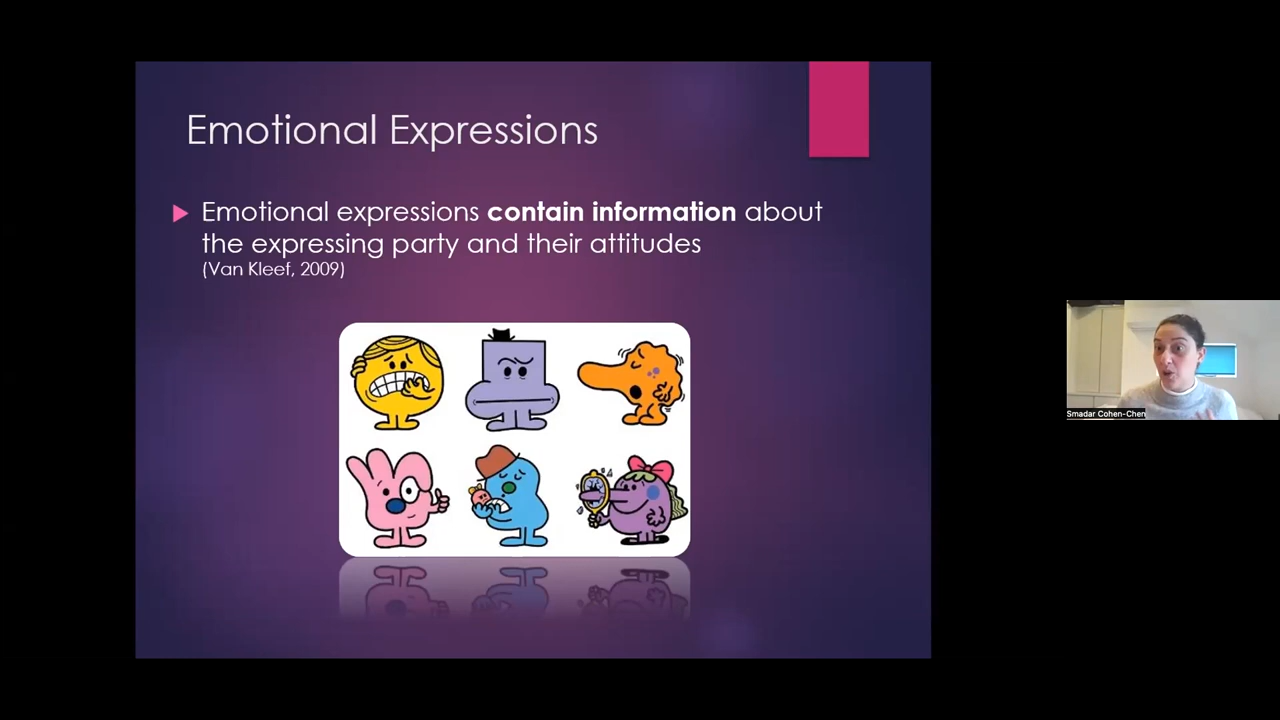 Emotional Expressions
Emotional expressions contain information about
the expressing party and their attitudes
(Van Kleef, 2009)
Smadar Cohen-Chen